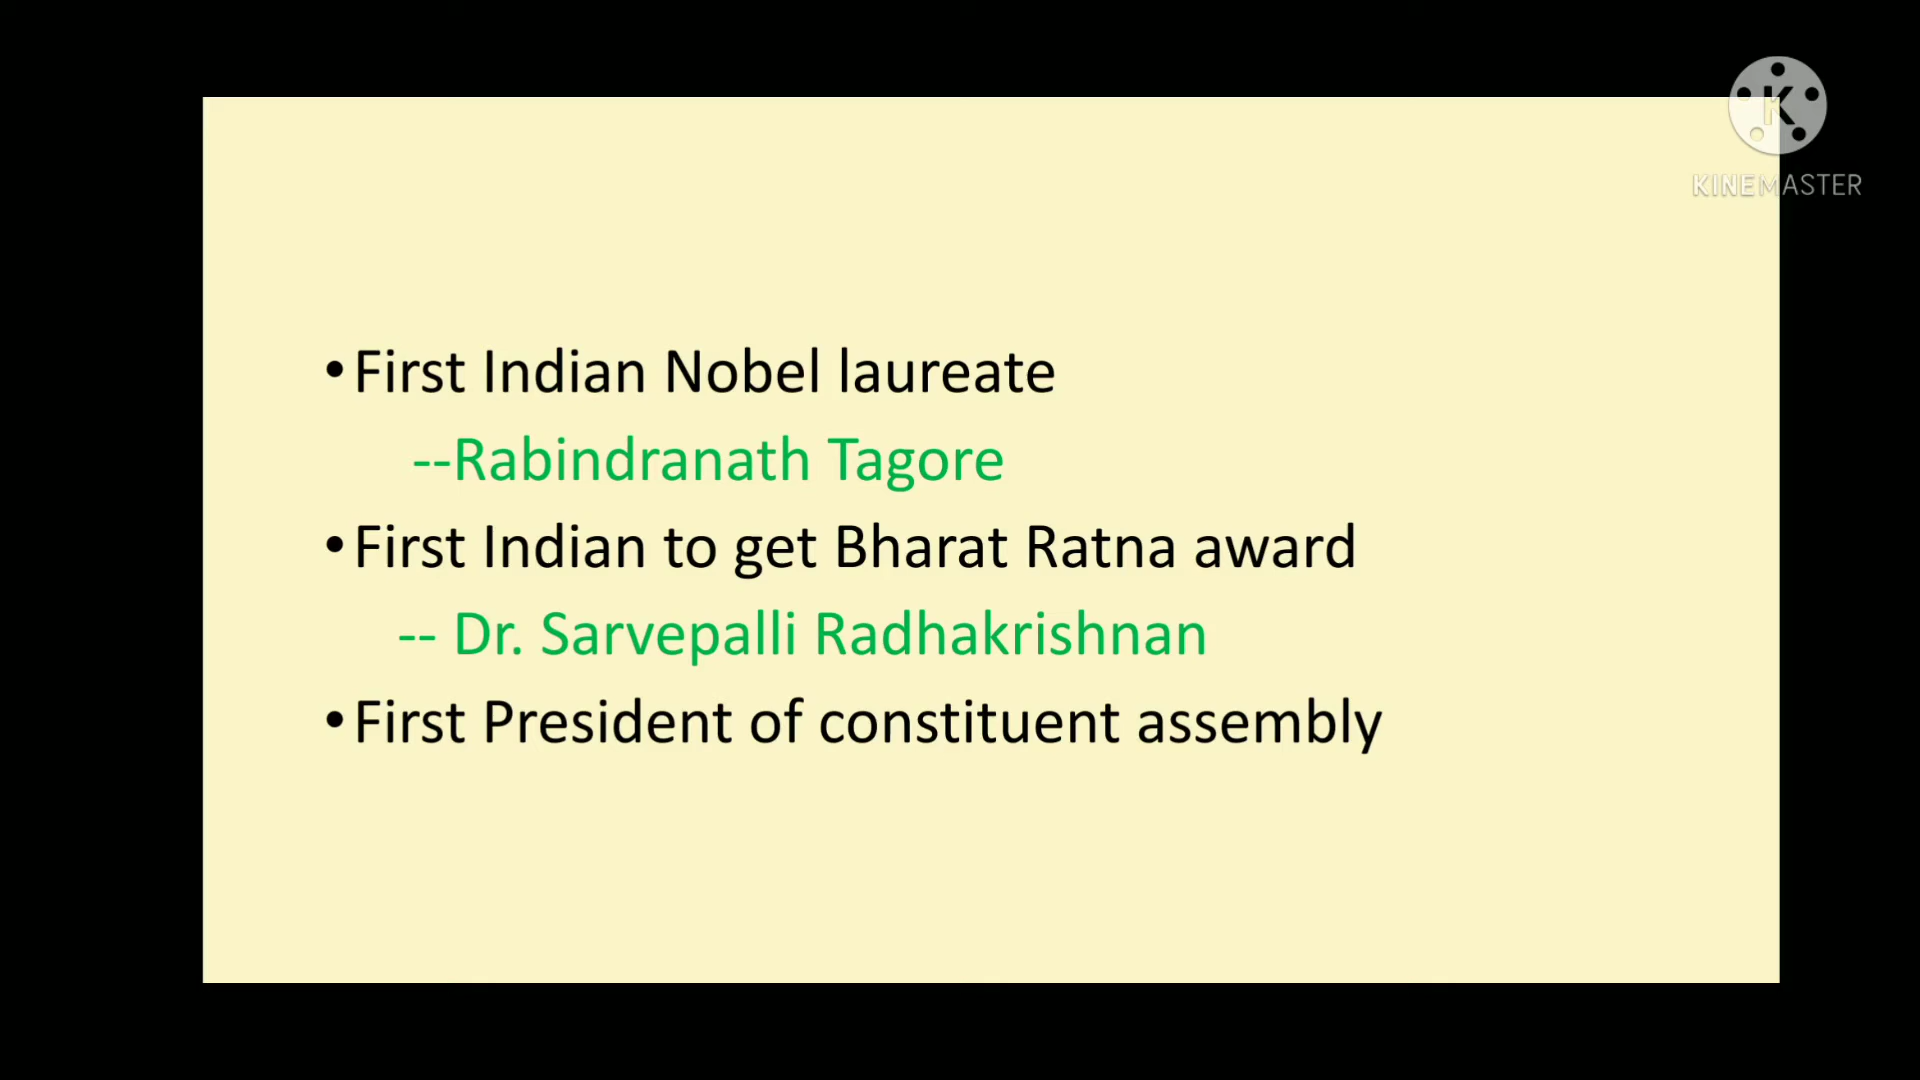 KINEMASTER
•First Indian Nobel laureate
--Rabindranath Tagore
•First Indian to get Bharat Ratna award
-- Dr. Sarvepalli Radhakrishnan
•First President of constituent assembly